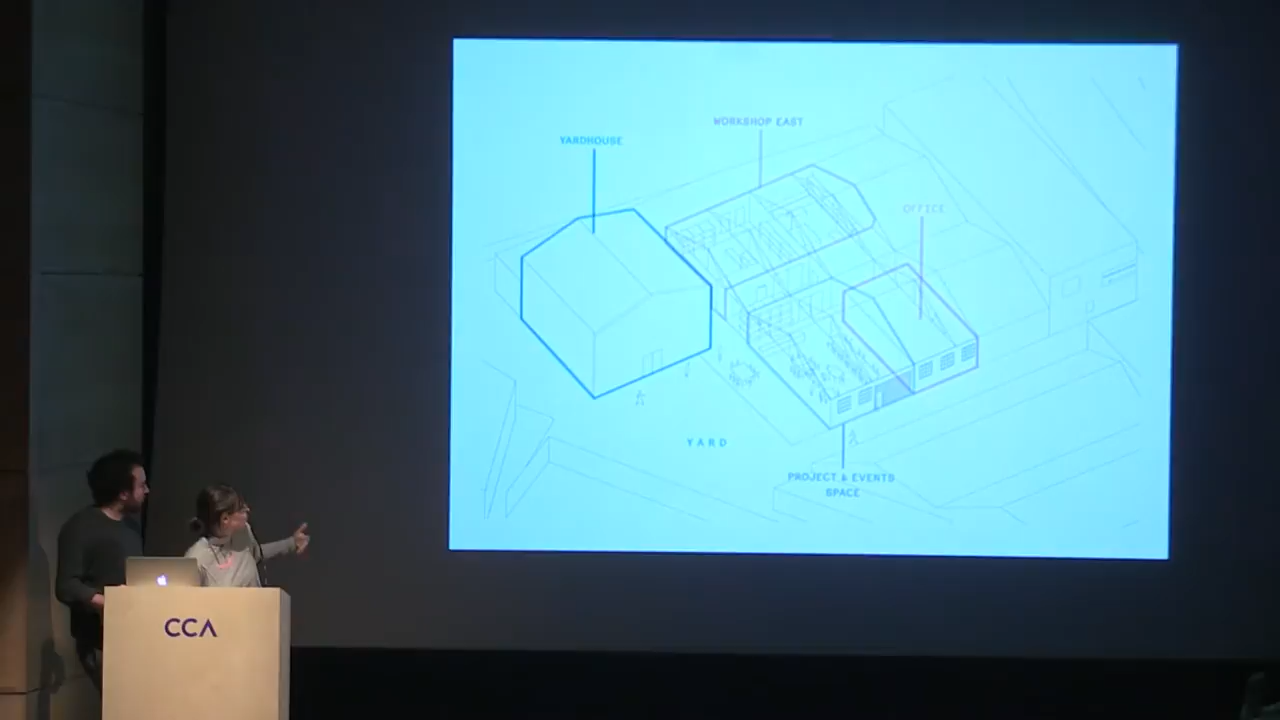 WORKSHOP EAST
YARDHOUSE
OFFICE
YARD
PROJECT & EVENTS
SPACE
CCA